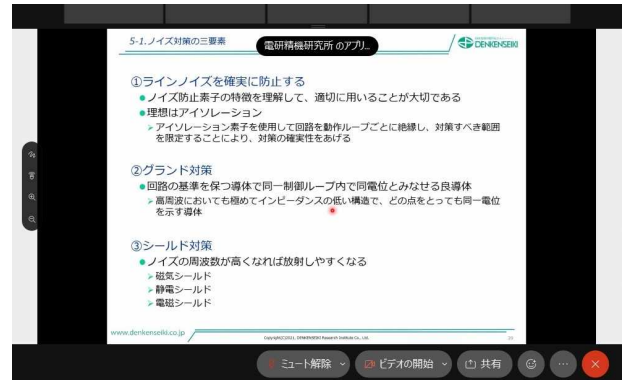 5-1.ノイズ対策の三要素
電研精機研究所 のアプリ...
DENKENSEIKI
①ラインノイズを確実に防止する
●ノイズ防止素子の特徴を理解して、適切に用いることが大切である
●理想はアイソレーション
➢アイソレーション素子を使用して回路を動作ループごとに絶縁し、対策すべき範囲
を限定することにより、対策の確実性をあげる
②グランド対策
●回路の基準を保つ導体で同一制御ループ内で同電位とみなせる良導体
➢高周波においても極めてインピーダンスの低い構造で、どの点をとっても同一電位
を示す導体
③シールド対策
●ノイズの周波数が高くなれば放射しやすくなる
➢磁気シールド
➢静電シールド
➢電磁シールド
www.denkenseiki.co.jp
Copyright(C)2011, DENKENSEIKI Research Institute Co., Ltd.
ミュート解除
ビデオの開始
共有